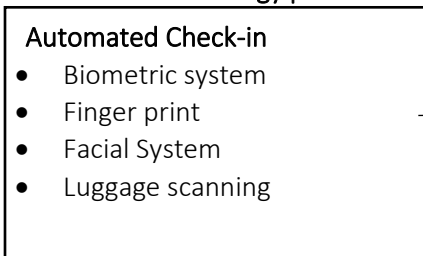 Automated Check-in
• Biometric system
• Finger print
• Facial System
• Luggage scanning